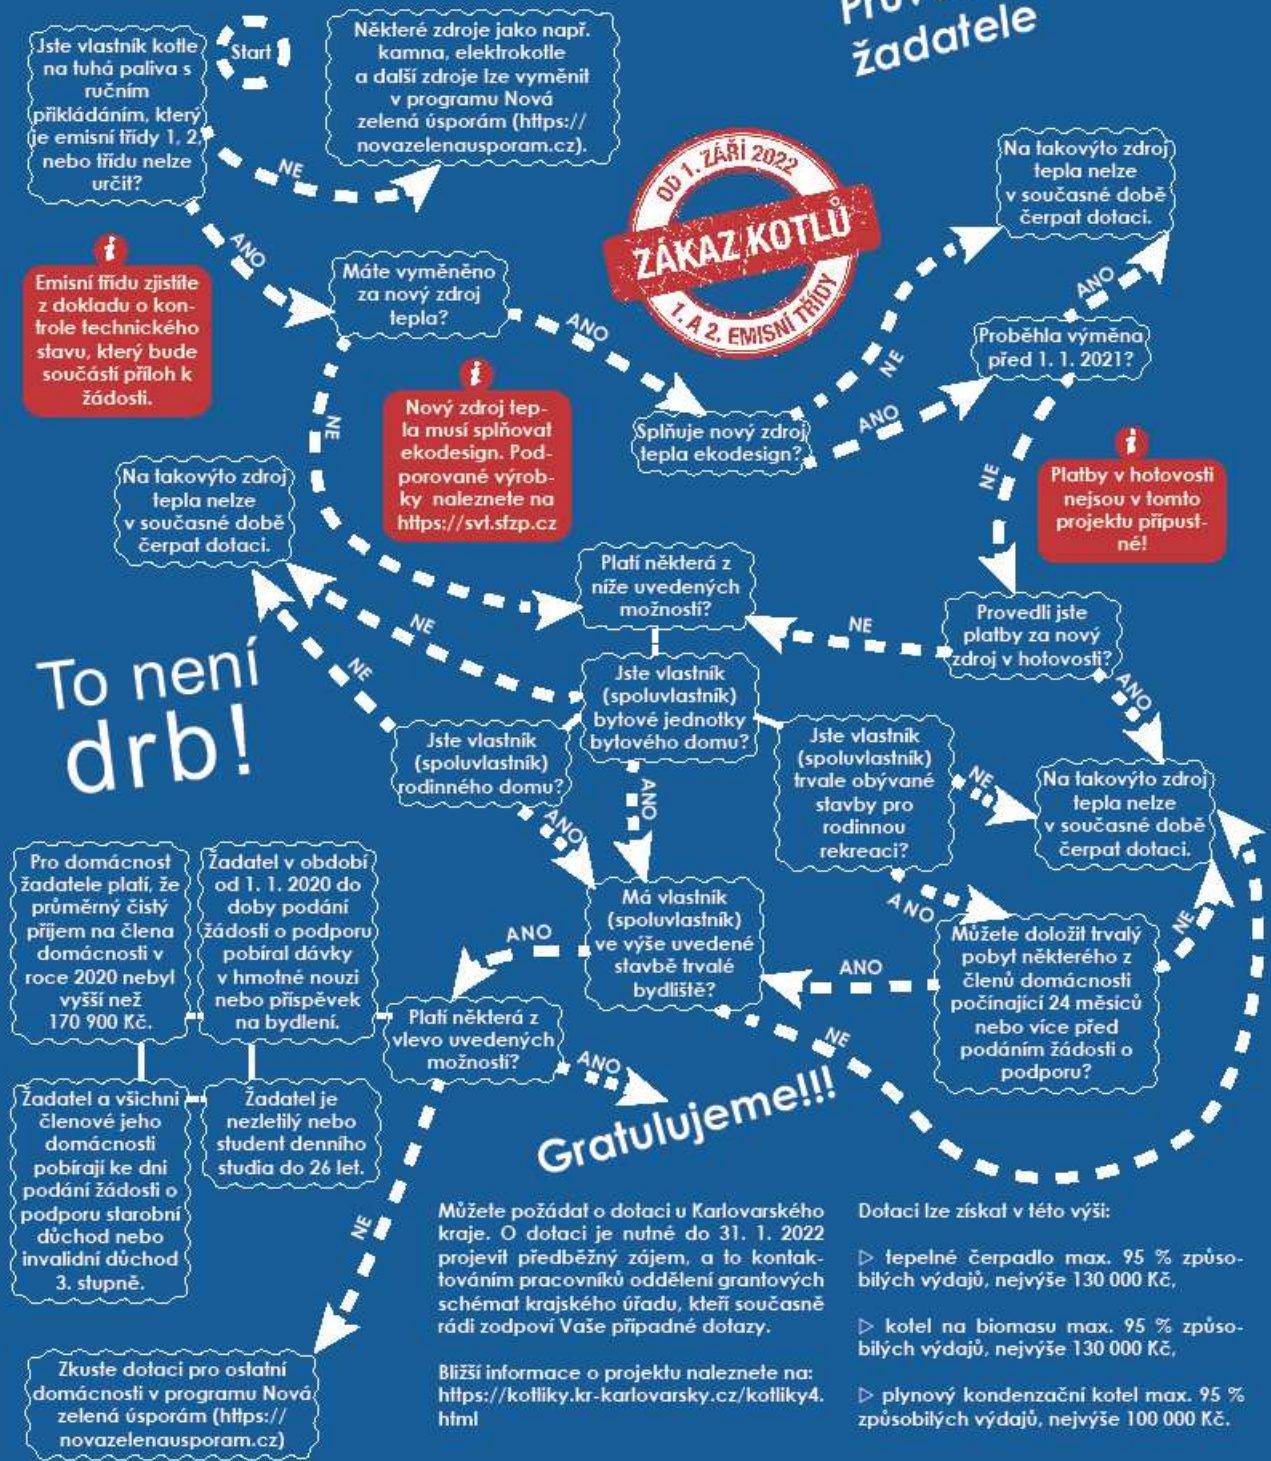 žadatele
Start
Jste vlastník kotle
na tuhá paliva s
ručním
přikládáním, který
je emisní třídy 1, 2,
nebo třídu nelze
určit?
NE
Některé zdroje jako např.
kamna, elektrokotle
a další zdroje lze vyměnit
v programu Nová
zelená úsporám (https://
novazelenausporam.cz).
ANO
Emisní třídu zjistíte
z dokladu o kon-
trole technického
stavu, který bude
součástí příloh k
žádosti.
Máte vyměněno
za nový zdroj
tepla?
ANO
NE
OD 1. ZÁŘÍ 2022
ZÁKAZ KOTLŮ
1. A 2. EMISNÍ TŘÍDY
Nový zdroj tep-
la musí splňovat
ekodesign. Pod-
porované výrob-
ky naleznete na
https://svt.sfzp.cz
Splňuje nový zdroj
tepla ekodesign?
NE
ANO
Na takovýto zdroj
tepla nelze
v současné době
čerpat dotaci.
ANO
Proběhla výměna
před 1. 1. 2021?
NE
Platby v hotovosti
nejsou v tomto
projektu přípust-
né!
Na takovýto zdroj
tepla nelze
v současné době
čerpat dotaci.
Platí některá z
níže uvedených
možností?
NE
Provedli jste
platby za nový
zdroj v hotovosti?
ANO
To není
drb!
NE
NE
Jste vlastník
(spoluvlastník)
bytové jednotky
bytového domu?
Jste vlastník
(spoluvlastník)
rodinného domu?
Jste vlastník
(spoluvlastník)
trvale obývané
stavby pro
rodinnou
rekreaci?
NE
Na takovýto zdroj
tepla nelze
v současné době
čerpat dotaci.
ANO
ANO
ANO
Má vlastník
(spoluvlastník)
ve výše uvedené
stavbě trvalé
bydliště?
ANO
ANO
NE
Můžete doložit trvalý
pobyt některého z
členů domácnosti
počínající 24 měsíců
nebo více před
podáním žádosti o
podporu?
NE
Pro domácnost
žadatele platí, že
průměrný čistý
příjem na člena
domácnosti v
roce 2020 nebyl
vyšší než
170 900 Kč.
Žadatel v období
od 1. 1. 2020 do
doby podání
žádosti o podporu
pobíral dávky
v hmotné nouzi
nebo příspěvek
na bydlení.
Platí některá z
vlevo uvedených
možností?
ANO
NE
Žadatel a všichni
členové jeho
domácnosti
pobírají ke dni
podání žádosti o
podporu starobní
důchod nebo
invalidní důchod
3. stupně.
Žadatel je
nezletilý nebo
student denního
studia do 26 let.
Gratulujeme!!!
Zkuste dotaci pro ostatní
domácnosti v programu Nová
zelená úsporám (https://
novazelenausporam.cz)
Můžete požádat o dotaci u Karlovarského
kraje. O dotaci je nutné do 31. 1. 2022
projevit předběžný zájem, a to kontak-
továním pracovníků oddělení grantových
schémat krajského úřadu, kteří současně
rádi zodpoví Vaše případné dotazy.
Bližší informace o projektu naleznete na:
https://kotliky.kr-karlovarsky.cz/kotliky4.
html
Dotaci lze získat v této výši:
▷ tepelné čerpadlo max. 95 % způso-
bilých výdajů, nejvýše 130 000 Kč,
▷ kotel na biomasu max. 95 % způso-
bilých výdajů, nejvýše 130 000 Kč,
▷ plynový kondenzační kotel max. 95 %
způsobilých výdajů, nejvýše 100 000 Kč.